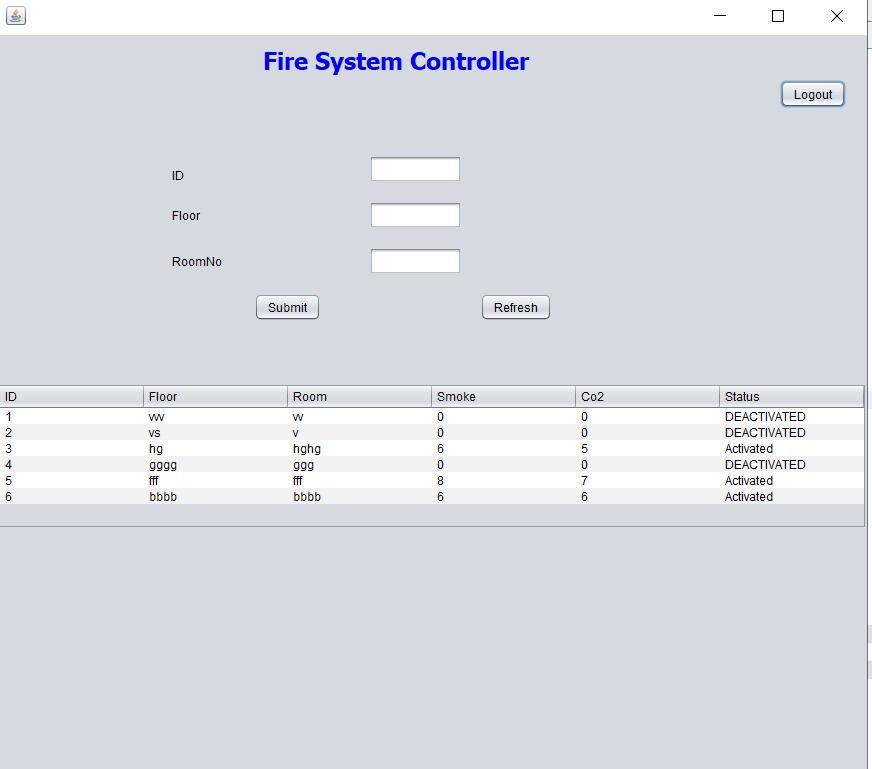 Fire System Controller
Logout
ID
Floor
RoomNo
Submit Refresh
ID Floor Room Smoke Co2 Status
1 vvv vv 0 0 DEACTIVATED
2 vs v 0 0 DEACTIVATED
3 hg hghg 6 5 Activated
4 gggg ggg 0 0 DEACTIVATED
5 fff fff 8 7 Activated
6 bbbb bbbb 6 6 Activated